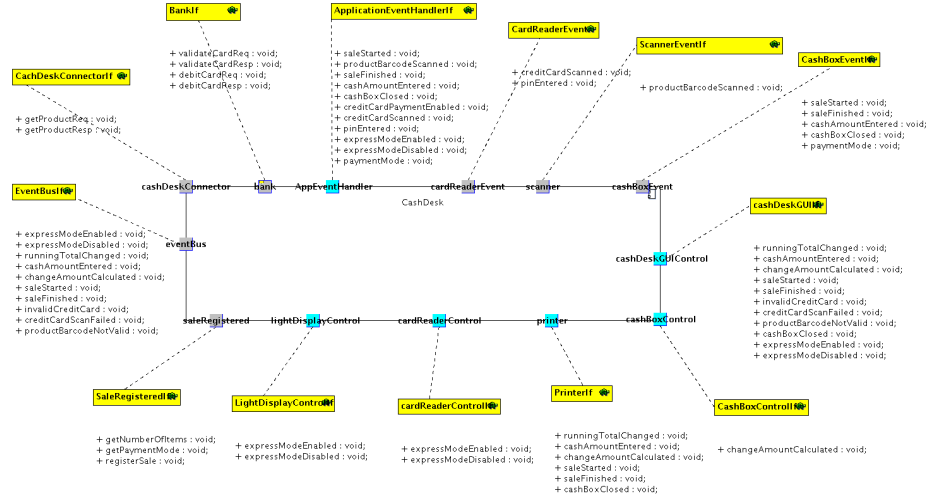 BankIf
+ validateCardReq : void;
+ validateCardResp : void;
+ debitCardReq : void;
+ debitCardResp : void;
ApplicationEventHandlerIf
+ saleStarted : void;
+ productBarcodeScanned : void;
+ saleFinished : void;
+ cashAmountEntered : void;
+ cashBoxClosed : void;
+ creditCardPaymentEnabled : void;
+ creditCardScanned : void;
+ pinEntered : void;
+ expressModeEnabled : void;
+ expressModeDisabled : void;
+ paymentMode : void;
CardReaderEventIf
+ creditCardScanned : void;
+ pinEntered : void;
ScannerEventIf
+ productBarcodeScanned : void;
CashBoxEventIf
+ saleStarted : void;
+ saleFinished : void;
+ cashAmountEntered : void;
+ cashBoxClosed : void;
+ paymentMode : void;
CachDeskConnectorIf
+ getProductReq : void;
+ getProductResp : void;
cashDeskConnector
bank
AppEventHandler
cardReaderEvent
scanner
cashBoxEvent
CashDesk
EventBusIf
+ expressModeEnabled : void;
+ expressModeDisabled : void;
+ runningTotalChanged : void;
+ cashAmountEntered : void;
+ changeAmountCalculated : void;
+ saleStarted : void;
+ saleFinished : void;
+ invalidCreditCard : void;
+ creditCardScanFailed : void;
+ productBarcodeNotValid : void;
eventBus
cashDeskGUIControl
cashDeskGUIIf
+ runningTotalChanged : void;
+ cashAmountEntered : void;
+ changeAmountCalculated : void;
+ saleStarted : void;
+ saleFinished : void;
+ invalidCreditCard : void;
+ creditCardScanFailed : void;
+ productBarcodeNotValid : void;
+ cashBoxClosed : void;
+ expressModeEnabled : void;
+ expressModeDisabled : void;
saleRegistered
lightDisplayControl
cardReaderControl
printer
cashBoxControl
SaleRegisteredIf
+ getNumberOfItems : void;
+ getPaymentMode : void;
+ registerSale : void;
LightDisplayControlIf
+ expressModeEnabled : void;
+ expressModeDisabled : void;
cardReaderControllIf
+ expressModeEnabled : void;
+ expressModeDisabled : void;
PrinterIf
+ runningTotalChanged : void;
+ cashAmountEntered : void;
+ changeAmountCalculated : void;
+ saleStarted : void;
+ saleFinished : void;
+ cashBoxClosed : void;
CashBoxControlIf
+ changeAmountCalculated : void;